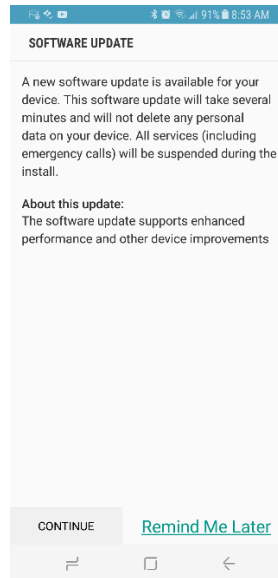 91% 8:53 AM
SOFTWARE UPDATE
A new software update is available for your
device. This software update will take several
minutes and will not delete any personal
data on your device. All services (including
emergency calls) will be suspended during the
install.
About this update:
The software update supports enhanced
performance and other device improvements
CONTINUE
Remind Me Later